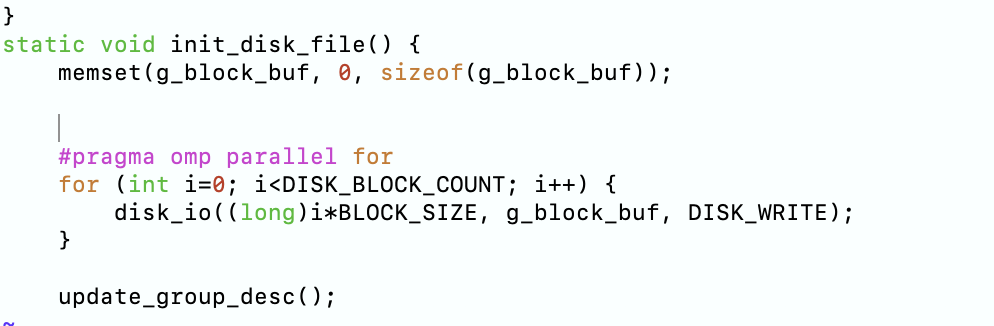 }
static void init_disk_file() {
    memset(g_block_buf, 0, sizeof(g_block_buf));

    #pragma omp parallel for
    for (int i=0; i<DISK_BLOCK_COUNT; i++) {
        disk_io((long)i*BLOCK_SIZE, g_block_buf, DISK_WRITE);
    }

    update_group_desc();
~